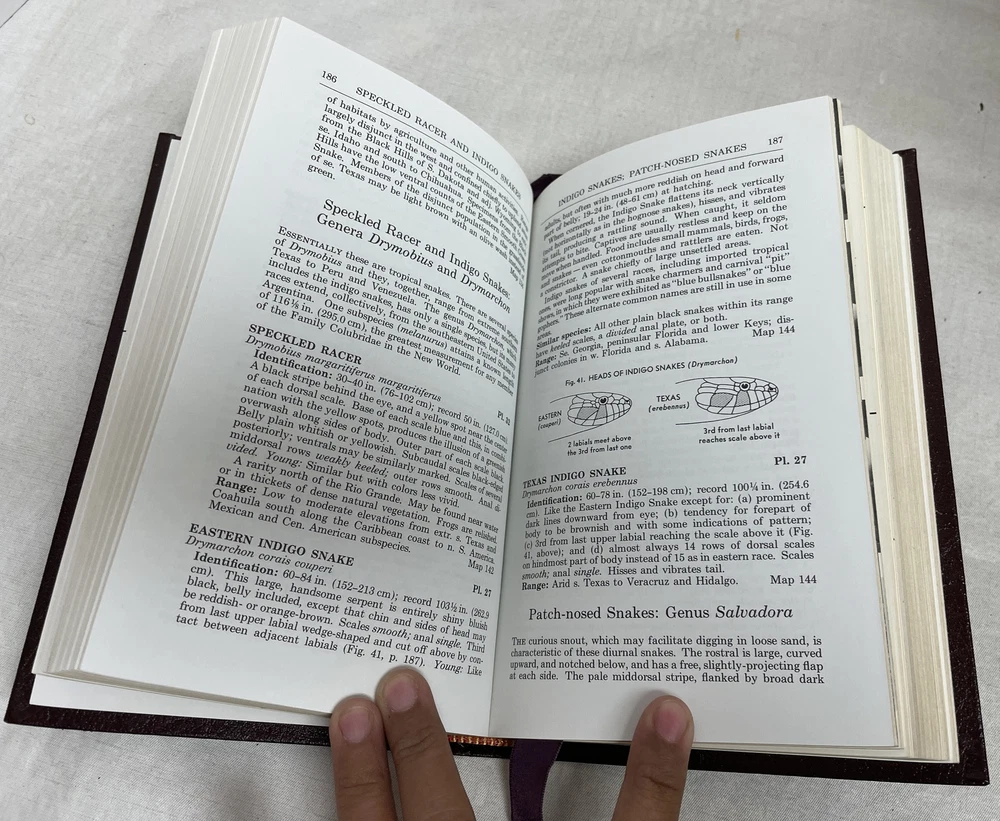 186
SPECKLED RACER AND INDIGO SNAKES
of habitats by agriculture and other human
largely disjunct in the west and confined chiefly
from the Black Hills of S. Dakota and adj. W
se. Idaho and south to Chihuahua.
Hills have the low ventral counts of the Eastern
Snake. Members of the disjunct population
of se. Texas may be light brown with an olive wash
green.
Speckled Racer and Indigo Snakes:
Genera Drymobius and Drymarchon
ESSENTIALLY these are tropical snakes. There are several
of Drymobius and they, together, range from extreme
Texas to Peru and Venezuela. The genus Drymarchon, which
includes the indigo snakes, has only a single species, but its
races extend, collectively, from the southeastern United States to
Argentina. One subspecies (melanurus) attains a known length
of 116⅛ in. (295.0 cm), the greatest measurement for any member
of the Family Colubridae in the New World.
SPECKLED RACER
Pl. 23
Drymobius margaritiferus margaritiferus
Identification: 30–40 in. (76–102 cm); record 50 in. (127.0 cm).
A black stripe behind the eye, and a yellow spot near the center
of each dorsal scale. Base of each scale blue and this, in combi-
nation with the yellow spots, produces the illusion of a greenish
overwash along sides of body. Outer part of each scale black.
Belly plain whitish or yellowish. Subcaudal scales black-edged
posteriorly; ventrals may be similarly marked. Scales of several
middorsal rows weakly keeled; outer rows smooth. Anal di-
vided. Young: Similar but with colors less vivid.
A rarity north of the Rio Grande. May be found near water
or in thickets of dense natural vegetation. Frogs are relished.
Range: Low to moderate elevations from extr. s. Texas and
Coahuila south along the Caribbean coast to n. S. America.
Mexican and Cen. American subspecies.
Map 142
EASTERN INDIGO SNAKE
Pl. 27
Drymarchon corais couperi
Identification: 60–84 in. (152–213 cm); record 103½ in. (262.9
cm). This large, handsome serpent is entirely shiny bluish
black, belly included, except that chin and sides of head may
be reddish- or orange-brown. Scales smooth; anal single. Third
from last upper labial wedge-shaped and cut off above by con-
tact between adjacent labials (Fig. 41, p. 187). Young: Like
INDIGO SNAKES; PATCH-NOSED SNAKES
187
adults, but often with much more reddish on head and forward
part of belly; 19–24 in. (48–61 cm) at hatching.
When cornered, the Indigo Snake flattens its neck vertically
(not horizontally as in the hognose snakes), hisses, and vibrates
its tail, producing a rattling sound. When caught, it seldom
attempts to bite. Captives are usually restless and keep on the
move when handled. Food includes small mammals, birds, frogs,
and snakes — even cottonmouths and rattlers are eaten. Not
a constrictor. A snake chiefly of large unsettled areas.
Indigo snakes of several races, including imported tropical
ones, were long popular with snake charmers and carnival "pit"
shows, in which they were exhibited as "blue bullsnakes" or "blue
gophers." These alternate common names are still in use in some
areas.
Similar species: All other plain black snakes within its range
have keeled scales, a divided anal plate, or both.
Range: Se. Georgia, peninsular Florida and lower Keys; dis-
junct colonies in w. Florida and s. Alabama.
Map 144
Fig. 41. HEADS OF INDIGO SNAKES (Drymarchon)
EASTERN
(couperi)
2 labials meet above
the 3rd from last one
TEXAS
(erebennus)
3rd from last labial
reaches scale above it
TEXAS INDIGO SNAKE
Pl. 27
Drymarchon corais erebennus
Identification: 60–78 in. (152–198 cm); record 100¼ in. (254.6
cm). Like the Eastern Indigo Snake except for: (a) prominent
dark lines downward from eye; (b) tendency for forepart of
body to be brownish and with some indications of pattern;
(c) 3rd from last upper labial reaching the scale above it (Fig.
41, above); and (d) almost always 14 rows of dorsal scales
on hindmost part of body instead of 15 as in eastern race. Scales
smooth; anal single. Hisses and vibrates tail.
Range: Arid s. Texas to Veracruz and Hidalgo.
Map 144
Patch-nosed Snakes: Genus Salvadora
THE curious snout, which may facilitate digging in loose sand, is
characteristic of these diurnal snakes. The rostral is large, curved
upward, and notched below, and has a free, slightly-projecting flap
at each side. The pale middorsal stripe, flanked by broad dark